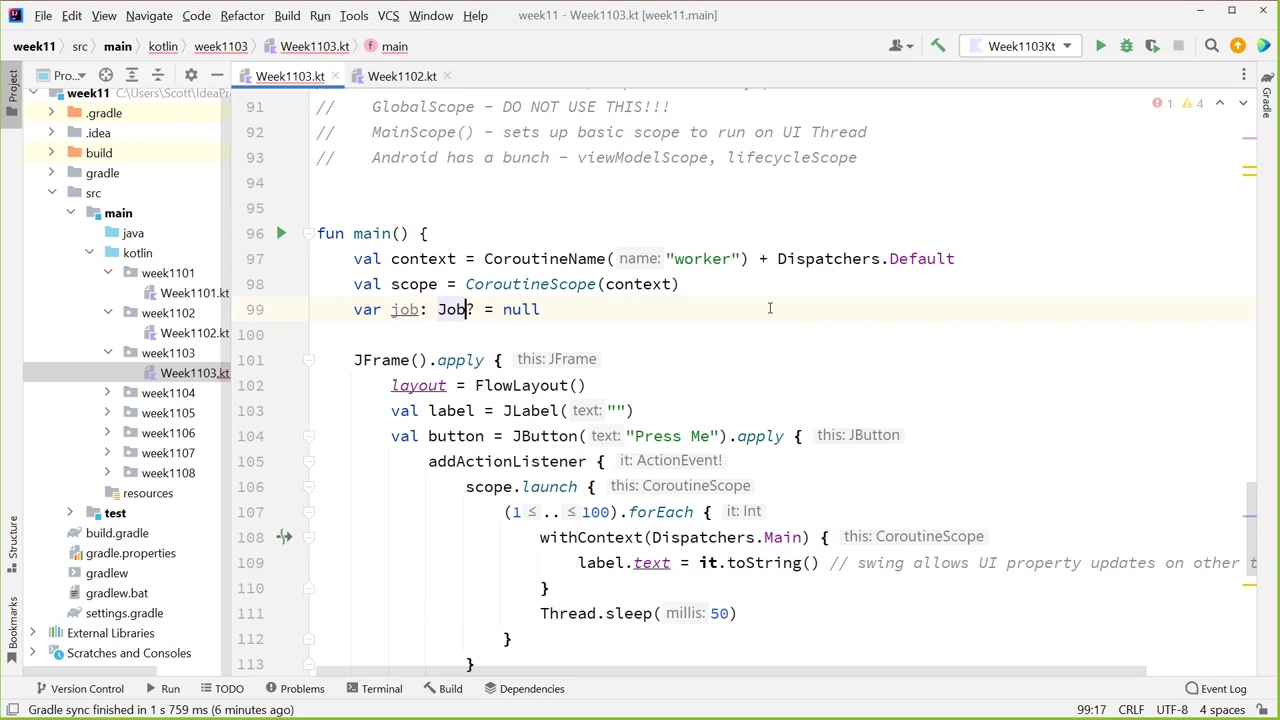 File Edit View Navigate Code Refactor Build Run Tools VCS Window Help week11 - Week1103.kt [week11.main]
week11 src main kotlin week1103 Week1103.kt main Week1103Kt
Project Pro... Week1103.kt Week1102.kt Gradle
week11 C:\Users\Scott\IdeaPr
.gradle
.idea
build
gradle
src
main
java
kotlin
week1101
Week1101.kt
week1102
Week1102.kt
week1103
Week1103.kt
week1104
week1105
week1106
week1107
week1108
resources
test
build.gradle
gradle.properties
gradlew
gradlew.bat
settings.gradle
External Libraries
Scratches and Consoles
Structure
Bookmarks
1 4
91 // GlobalScope - DO NOT USE THIS!!!
92 // MainScope() - sets up basic scope to run on UI Thread
93 // Android has a bunch - viewModelScope, lifecycleScope
94
95
96 fun main() {
97 val context = CoroutineName( name: "worker") + Dispatchers.Default
98 val scope = CoroutineScope(context)
99 var job: Job? = null
100
101 JFrame().apply { this: JFrame
102 layout = FlowLayout()
103 val label = JLabel( text: "")
104 val button = JButton( text: "Press Me").apply { this: JButton
105 addActionListener { it: ActionEvent!
106 scope.launch { this: CoroutineScope
107 (1 ≤ .. ≤ 100).forEach { it: Int
108 withContext(Dispatchers.Main) { this: CoroutineScope
109 label.text = it.toString() // swing allows UI property updates on other t
110 }
111 Thread.sleep( millis: 50)
112 }
113 }
Version Control Run TODO Problems Terminal Build Dependencies Event Log
Gradle sync finished in 1 s 759 ms (6 minutes ago) 99:17 CRLF UTF-8 4 spaces